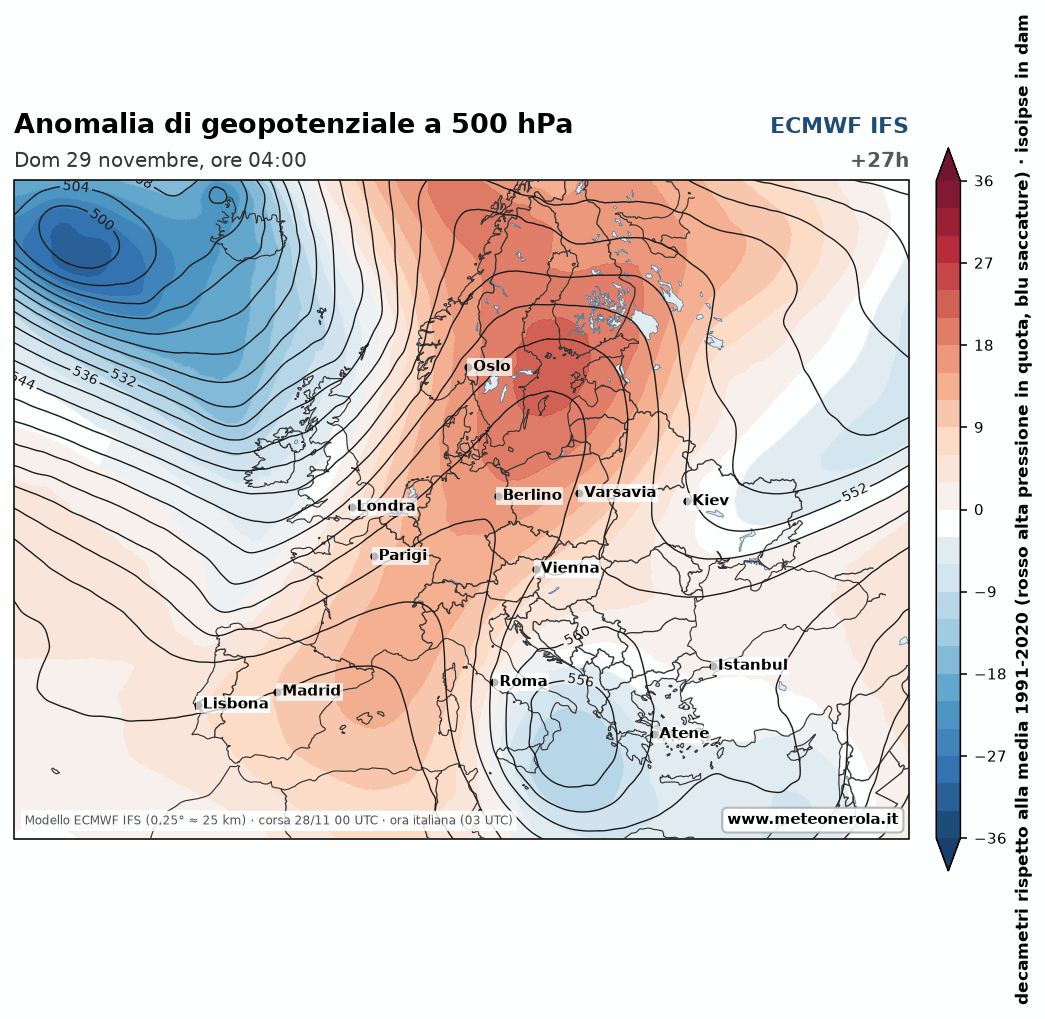 Anomalia di geopotenziale a 500 hPa
ECMWF IFS
Dom 29 novembre, ore 04:00
+27h
504
500
544
536
532
552
560
556
Oslo
Londra
Berlino
Varsavia
Kiev
Parigi
Vienna
Roma
Istanbul
Madrid
Lisbona
Atene
Modello ECMWF IFS (0,25° ≈ 25 km) · corsa 28/11 00 UTC · ora italiana (03 UTC)
www.meteonerola.it
36
27
18
9
0
−9
−18
−27
−36
decametri rispetto alla media 1991-2020 (rosso alta pressione in quota, blu saccature) · isoipse in dam